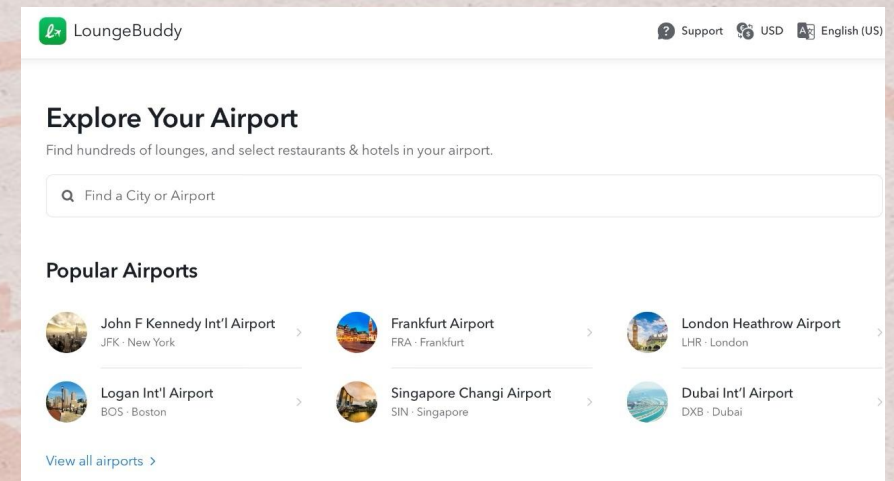 LoungeBuddy
Support USD English (US)
Explore Your Airport
Find hundreds of lounges, and select restaurants & hotels in your airport.
Find a City or Airport
Popular Airports
John F Kennedy Int'l Airport
JFK · New York
Frankfurt Airport
FRA · Frankfurt
London Heathrow Airport
LHR · London
Logan Int'l Airport
BOS · Boston
Singapore Changi Airport
SIN · Singapore
Dubai Int'l Airport
DXB · Dubai
View all airports